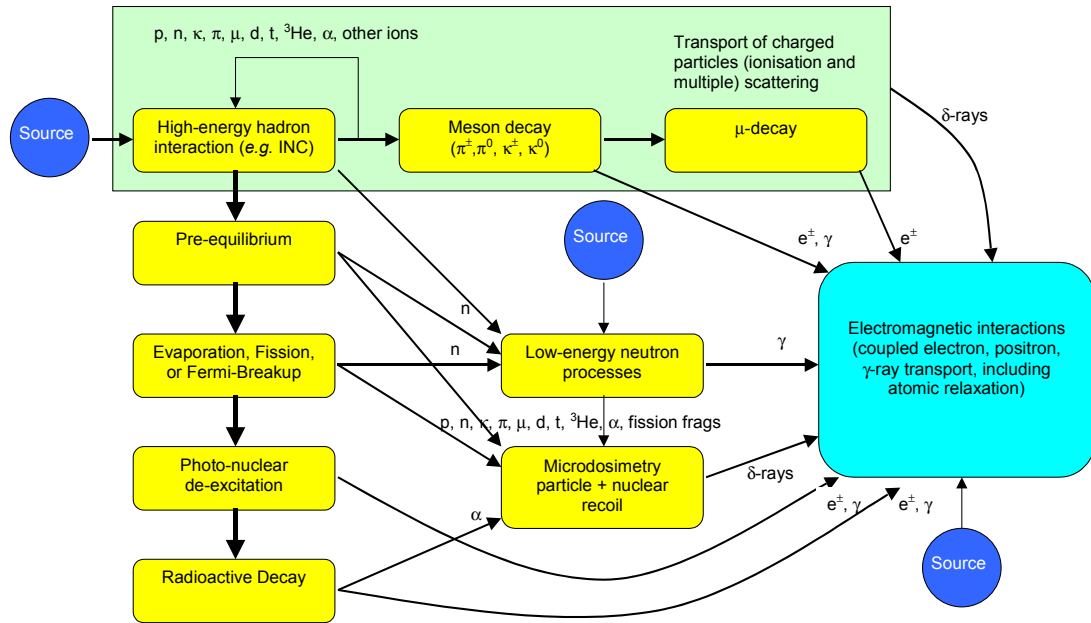 p, n, κ, π, μ, d, t, ³He, α, other ions
Transport of charged
particles (ionisation and
multiple) scattering
Source
High-energy hadron
interaction (e.g. INC)
Meson decay
(π±,π⁰, κ±, κ⁰)
μ-decay
δ-rays
Pre-equilibrium
Source
e±, γ
e±
n
Evaporation, Fission,
or Fermi-Breakup
n
Low-energy neutron
processes
γ
Electromagnetic interactions
(coupled electron, positron,
γ-ray transport, including
atomic relaxation)
p, n, κ, π, μ, d, t, ³He, α, fission frags
Photo-nuclear
de-excitation
Microdosimetry
particle + nuclear
recoil
δ-rays
α
e±, γ
e±, γ
Source
Radioactive Decay